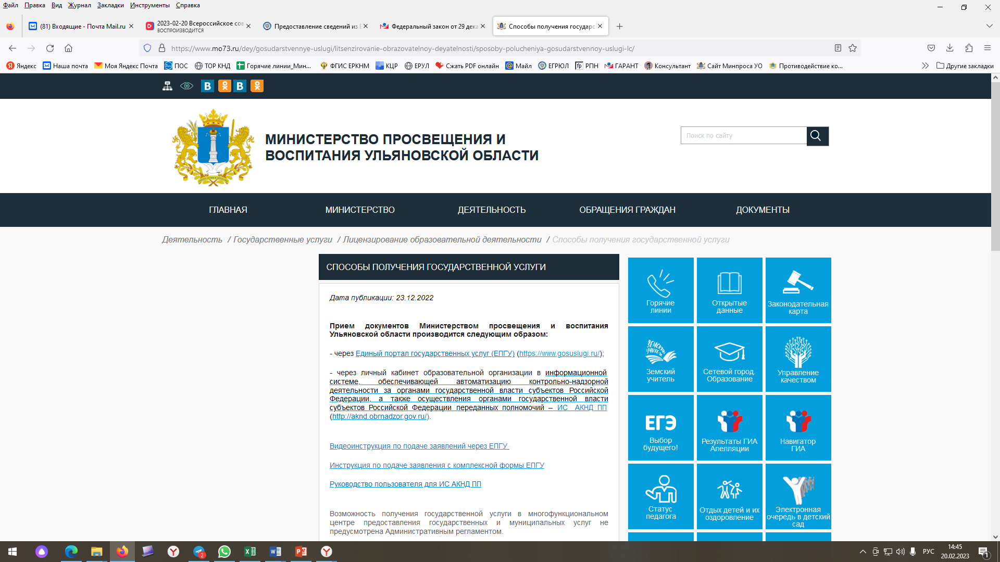 Файл Правка Вид Журнал Закладки Инструменты Справка
(81) Входящие - Почта Mail.ru
2023-02-20 Всероссийское сов
ВОСПРОИЗВОДИТСЯ
Предоставление сведений из Е
Федеральный закон от 29 дека
Способы получения государс
https://www.mo73.ru/dey/gosudarstvennye-uslugi/litsenzirovanie-obrazovatelnoy-deyatelnosti/sposoby-polucheniya-gosudarstvennoy-uslugi-lc/
Яндекс Наша почта Моя Яндекс Почта ПОС ТОР КНД Горячие линии_Мин... ФГИС ЕРКНМ КЦР ЕРУЛ Сжать PDF онлайн Майл ЕГРЮЛ РПН ГАРАНТ Консультант Сайт Минпроса УО Противодействие ко... Другие закладки
МИНИСТЕРСТВО ПРОСВЕЩЕНИЯ И
ВОСПИТАНИЯ УЛЬЯНОВСКОЙ ОБЛАСТИ
Поиск по сайту
ГЛАВНАЯ МИНИСТЕРСТВО ДЕЯТЕЛЬНОСТЬ ОБРАЩЕНИЯ ГРАЖДАН ДОКУМЕНТЫ
Деятельность / Государственные услуги / Лицензирование образовательной деятельности / Способы получения государственной услуги
СПОСОБЫ ПОЛУЧЕНИЯ ГОСУДАРСТВЕННОЙ УСЛУГИ
Дата публикации: 23.12.2022
Прием документов Министерством просвещения и воспитания
Ульяновской области производится следующим образом:
- через Единый портал государственных услуг (ЕПГУ) (https://www.gosuslugi.ru/);
- через личный кабинет образовательной организации в информационной
системе, обеспечивающей автоматизацию контрольно-надзорной
деятельности за органами государственной власти субъектов Российской
Федерации, а также осуществления органами государственной власти
субъектов Российской Федерации переданных полномочий – ИС АКНД ПП
(http://aknd.obrnadzor.gov.ru/).
Видеоинструкция по подаче заявлений через ЕПГУ
Инструкция по подаче заявления с комплексной формы ЕПГУ
Руководство пользователя для ИС АКНД ПП
Возможность получения государственной услуги в многофункциональном
центре предоставления государственных и муниципальных услуг не
предусмотрена Административным регламентом.
Горячие
линии
Открытые
данные
Законодательная
карта
ЗЕМСКИЙ
УЧИТЕЛЬ
Земский
учитель
Сетевой город.
Образование
Управление
качеством
ЕГЭ
Выбор
будущего!
Результаты ГИА
Апелляции
Навигатор
ГИА
Статус
педагога
Отдых детей и их
оздоровление
Электронная
очередь в детский
сад
2
РУС
14:45
20.02.2023
1